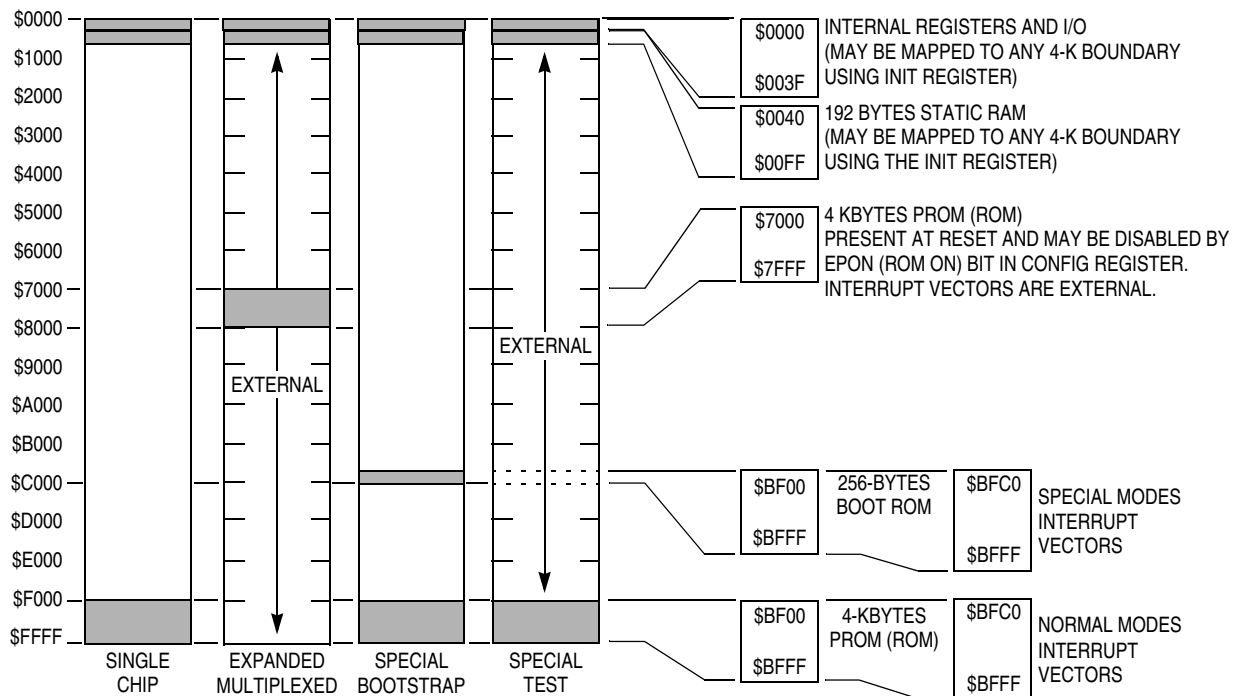 $0000
$1000
$2000
$3000
$4000
$5000
$6000
$7000
$8000
$9000
$A000
$B000
$C000
$D000
$E000
$F000
$FFFF
EXTERNAL
EXTERNAL
SINGLE
CHIP
EXPANDED
MULTIPLEXED
SPECIAL
BOOTSTRAP
SPECIAL
TEST
$0000
$003F
INTERNAL REGISTERS AND I/O
(MAY BE MAPPED TO ANY 4-K BOUNDARY
USING INIT REGISTER)
$0040
$00FF
192 BYTES STATIC RAM
(MAY BE MAPPED TO ANY 4-K BOUNDARY
USING THE INIT REGISTER)
$7000
$7FFF
4 KBYTES PROM (ROM)
PRESENT AT RESET AND MAY BE DISABLED BY
EPON (ROM ON) BIT IN CONFIG REGISTER.
INTERRUPT VECTORS ARE EXTERNAL.
$BF00
$BFFF
256-BYTES
BOOT ROM
$BFC0
$BFFF
SPECIAL MODES
INTERRUPT
VECTORS
$BF00
$BFFF
4-KBYTES
PROM (ROM)
$BFC0
$BFFF
NORMAL MODES
INTERRUPT
VECTORS